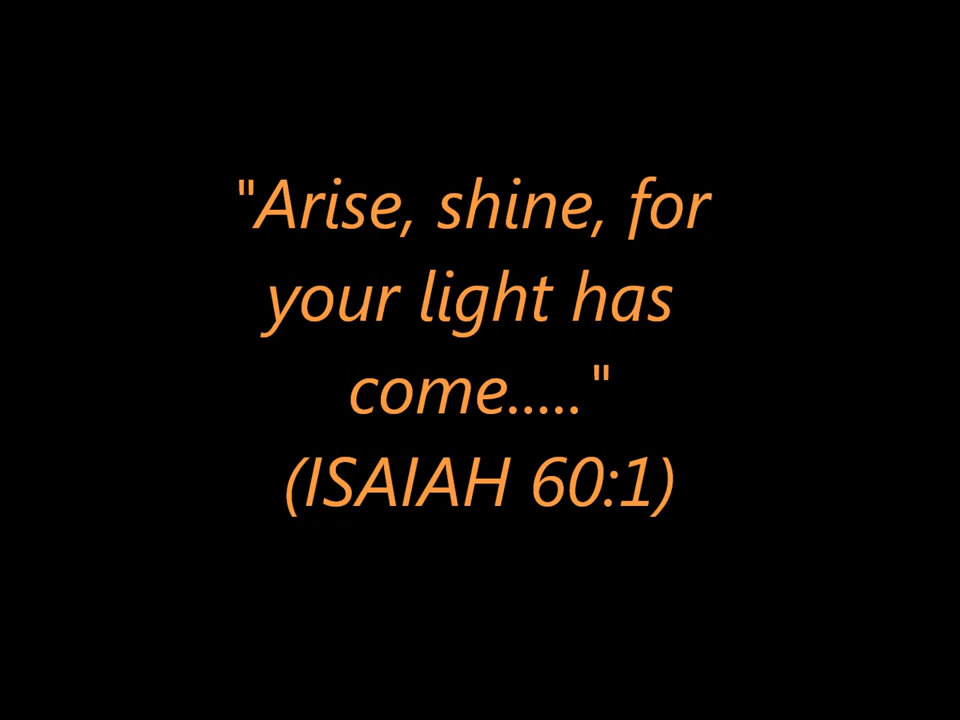 "Arise, shine, for
your light has
come....."
(ISAIAH 60:1)